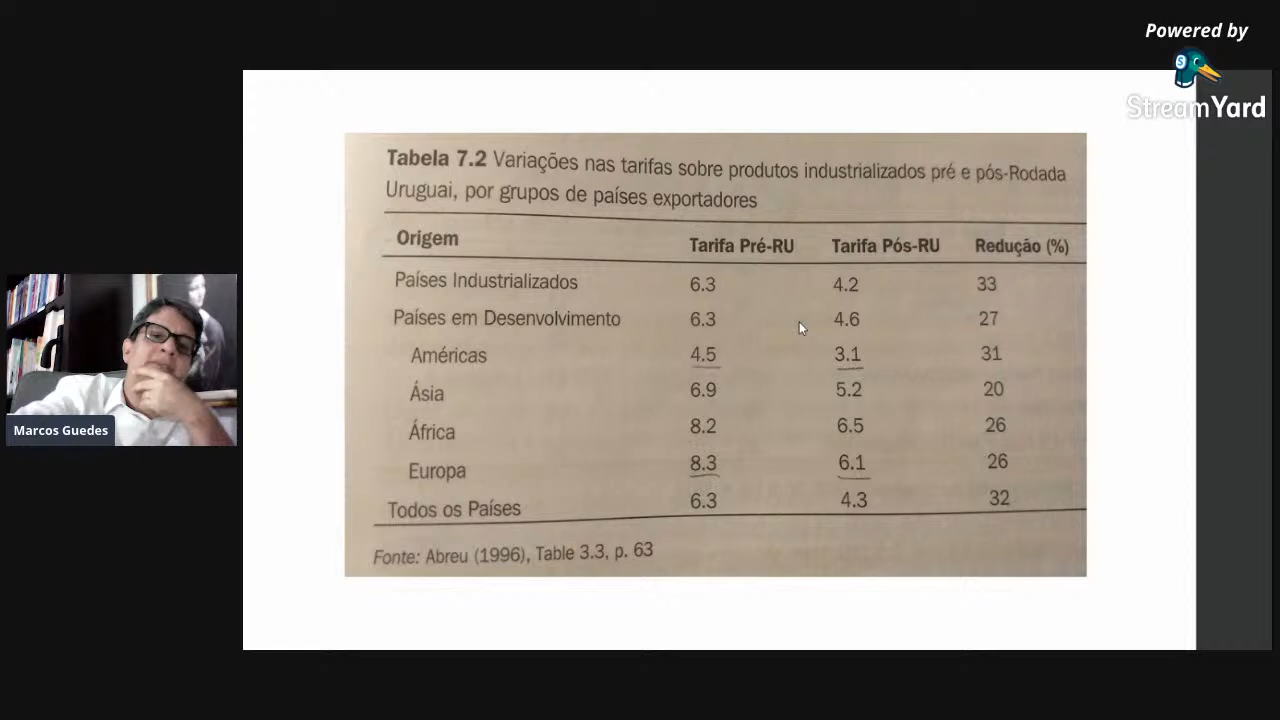 Powered by
StreamYard
Tabela 7.2 Variações nas tarifas sobre produtos industrializados pré e pós-Rodada
Uruguai, por grupos de países exportadores
Origem Tarifa Pré-RU Tarifa Pós-RU Redução (%)
Países Industrializados 6.3 4.2 33
Países em Desenvolvimento 6.3 4.6 27
Américas 4.5 3.1 31
Ásia 6.9 5.2 20
África 8.2 6.5 26
Europa 8.3 6.1 26
Todos os Países 6.3 4.3 32
Fonte: Abreu (1996), Table 3.3, p. 63
Marcos Guedes